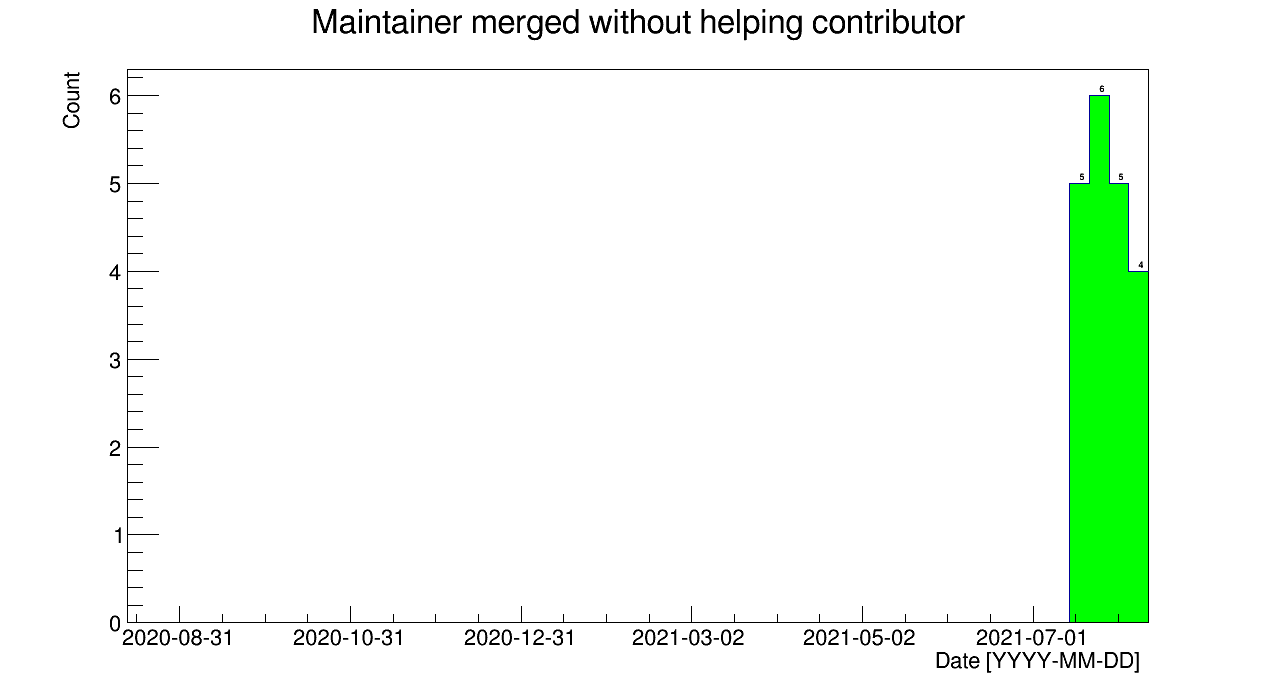 Maintainer merged without helping contributor
Count
6
5
4
3
2
1
0
5
6
5
4
2020-08-31 2020-10-31 2020-12-31 2021-03-02 2021-05-02 2021-07-01
Date [YYYY-MM-DD]